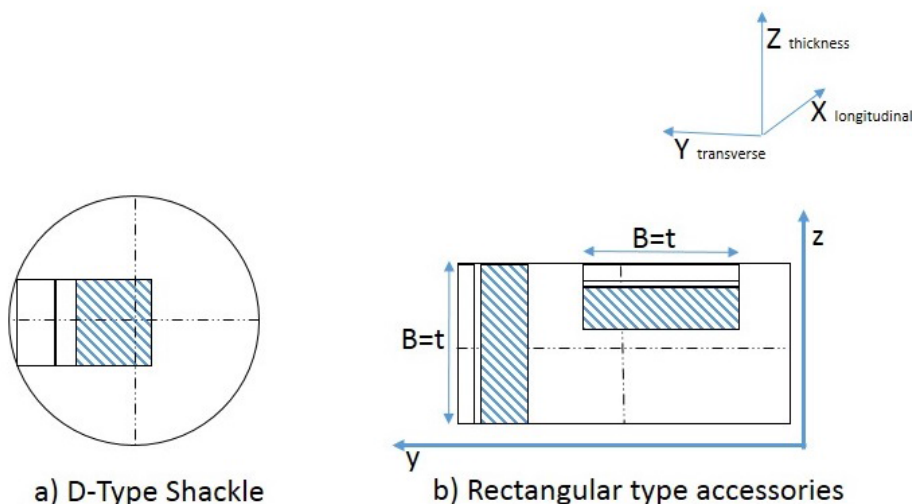 Z thickness
X longitudinal
Y transverse
B=t
z
B=t
y
a) D-Type Shackle
b) Rectangular type accessories